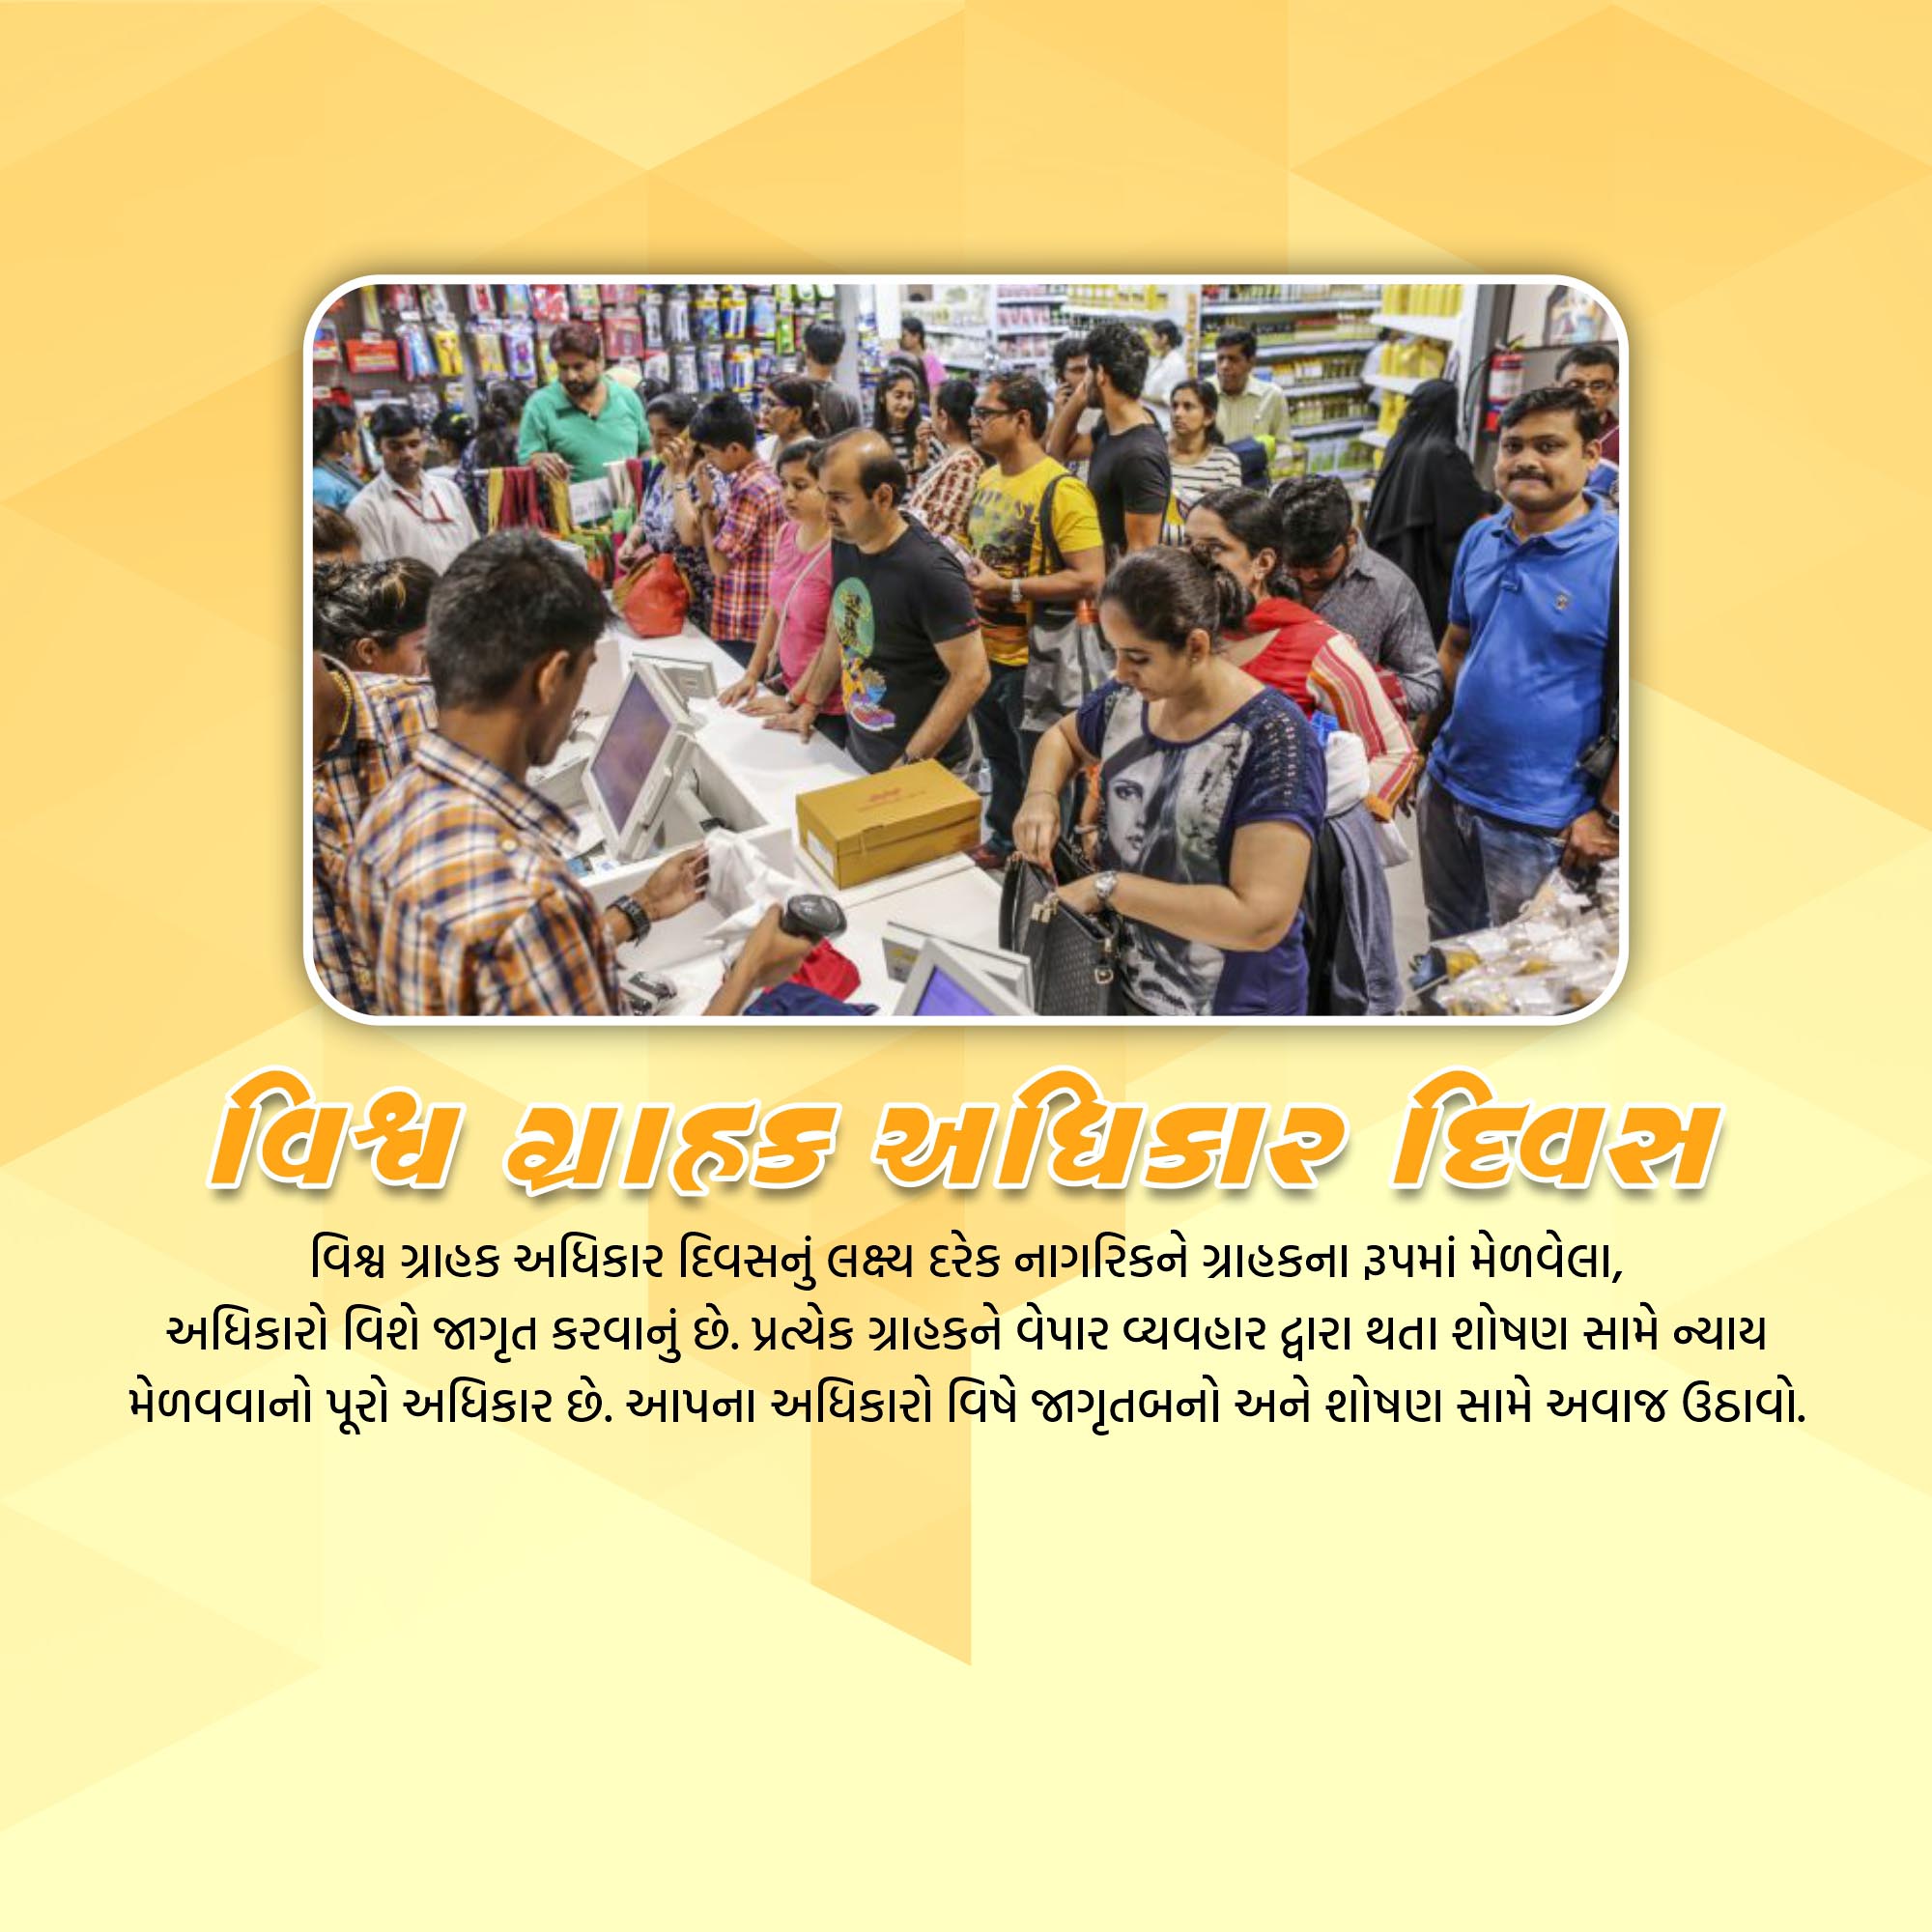 વિશ્વ ગ્રાહક અધિકાર દિવસ
વિશ્વ ગ્રાહક અધિકાર દિવસનું લક્ષ્ય દરેક નાગરિકને ગ્રાહકના રૂપમાં મેળવેલા,
અધિકારો વિશે જાગૃત કરવાનું છે. પ્રત્યેક ગ્રાહકને વેપાર વ્યવહાર દ્વારા થતા શોષણ સામે ન્યાય
મેળવવાનો પૂરો અધિકાર છે. આપના અધિકારો વિષે જાગૃતબનો અને શોષણ સામે અવાજ ઉઠાવો.